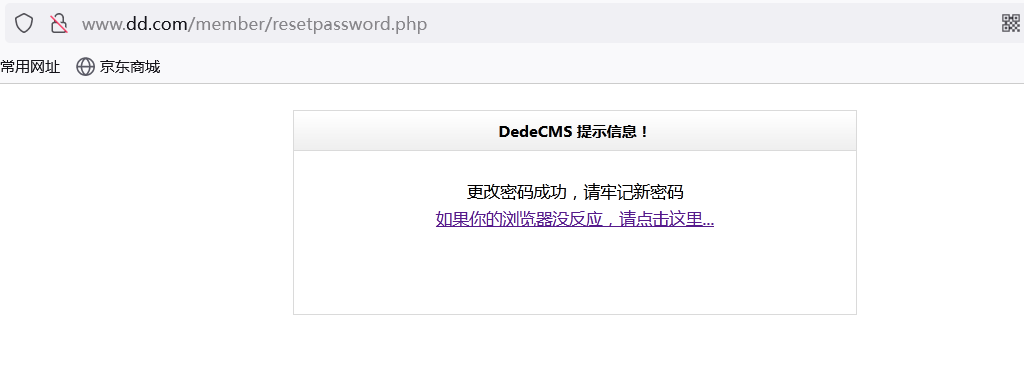 www.dd.com/member/resetpassword.php
常用网址 京东商城
DedeCMS 提示信息！
更改密码成功，请牢记新密码
如果你的浏览器没反应，请点击这里...